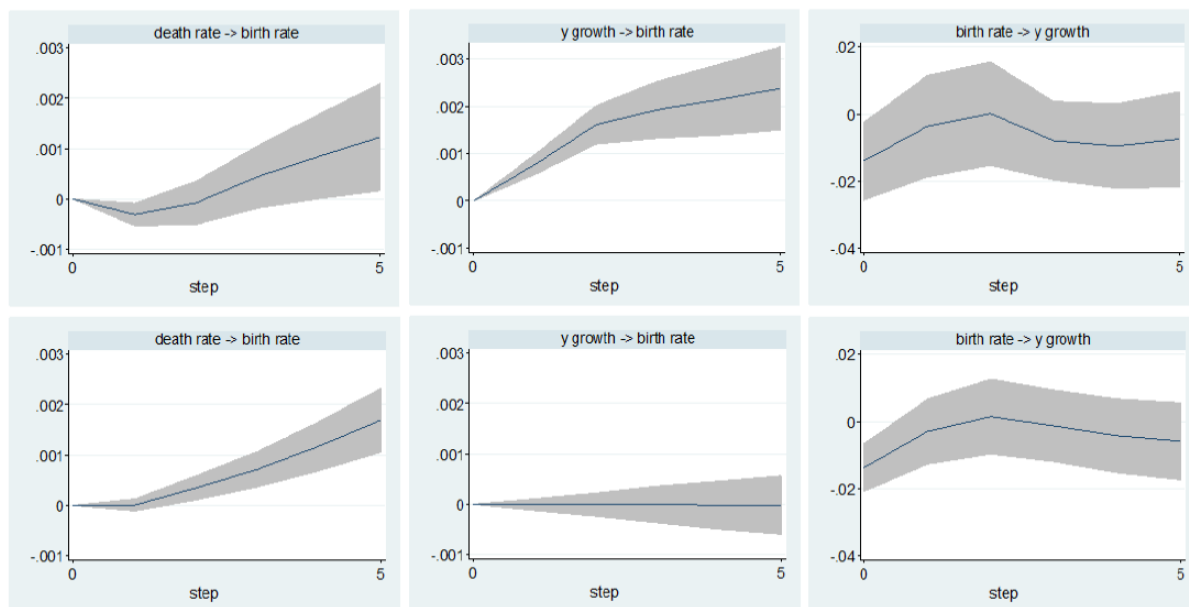 death rate -> birth rate
.003
.002
.001
0
-.001
0 5
step
y growth -> birth rate
.003
.002
.001
0
-.001
0 5
step
birth rate -> y growth
.02
0
-.02
-.04
0 5
step
death rate -> birth rate
.003
.002
.001
0
-.001
0 5
step
y growth -> birth rate
.003
.002
.001
0
-.001
0 5
step
birth rate -> y growth
.02
0
-.02
-.04
0 5
step